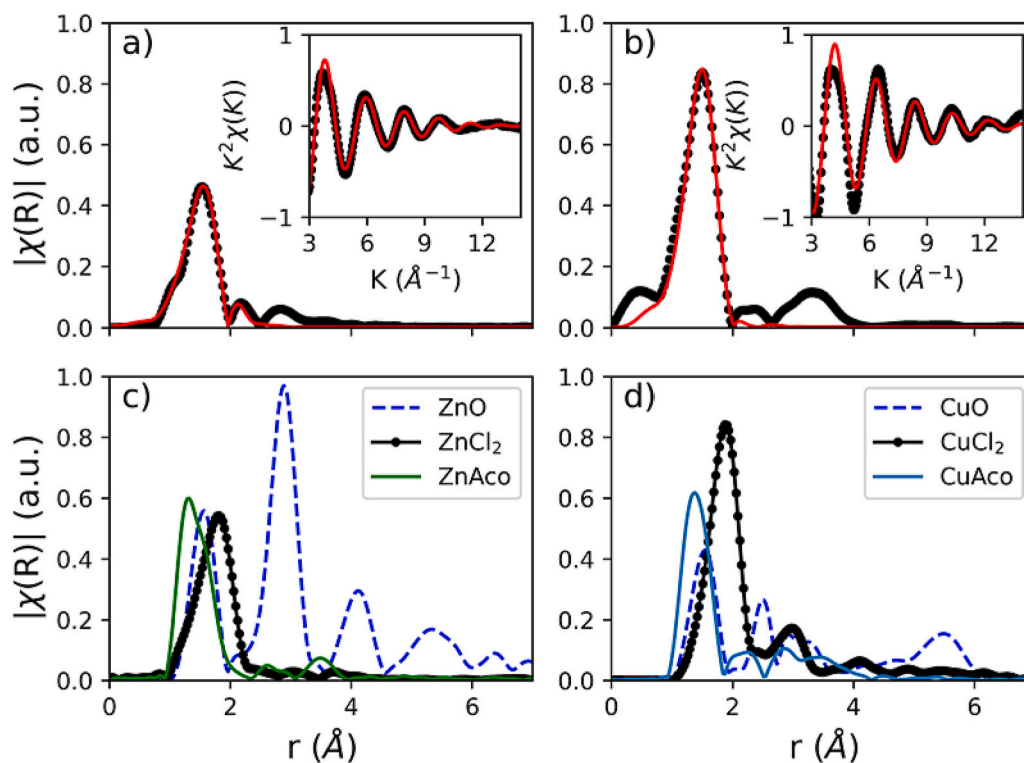 a)
|χ(R)| (a.u.)
1.0
0.8
0.6
0.4
0.2
0.0
K²χ(K))
1
0
−1
3 6 9 12
K (Å⁻¹)
b)
1.0
0.8
0.6
0.4
0.2
0.0
K²χ(K))
1
0
−1
3 6 9 12
K (Å⁻¹)
c)
|χ(R)| (a.u.)
1.0
0.8
0.6
0.4
0.2
0.0
ZnO
ZnCl₂
ZnAco
0 2 4 6
r (Å)
d)
1.0
0.8
0.6
0.4
0.2
0.0
CuO
CuCl₂
CuAco
0 2 4 6
r (Å)